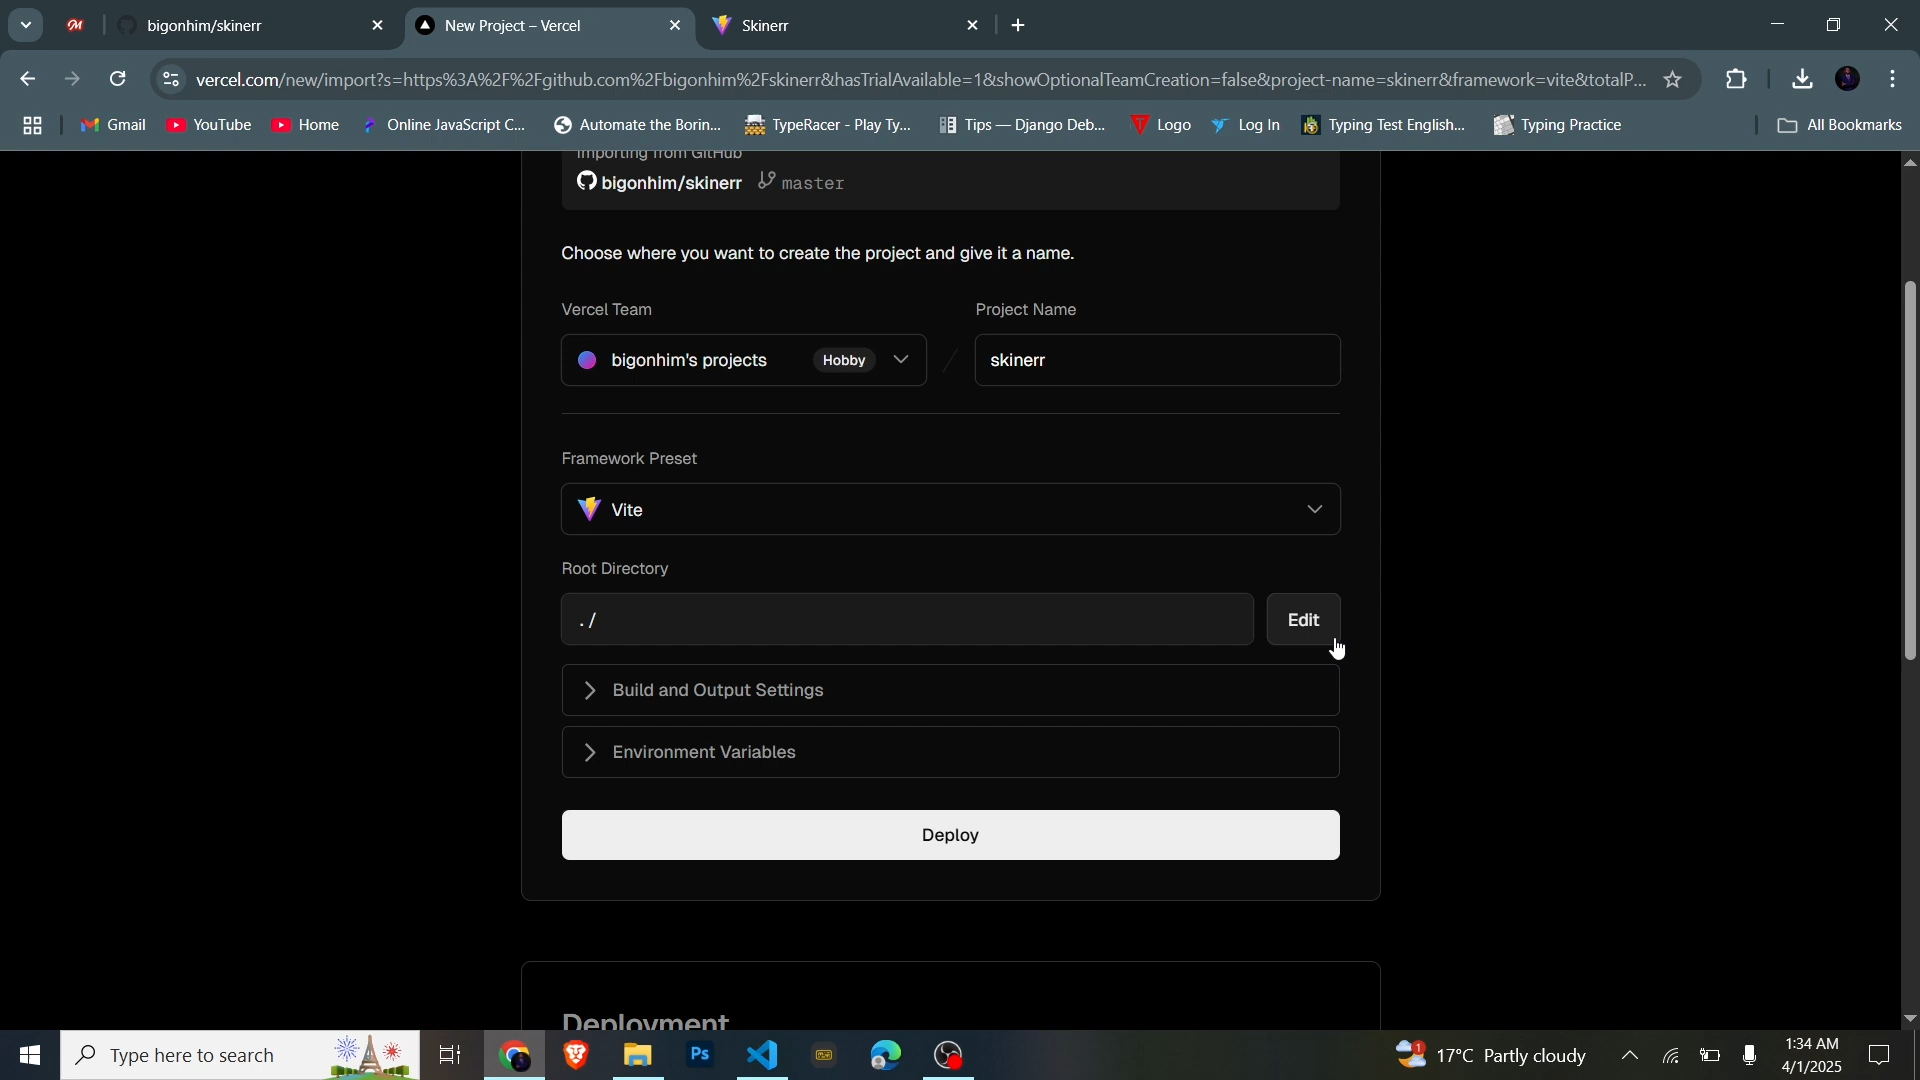 bigonhim/skinerr
New Project – Vercel
Skinerr
vercel.com/new/import?s=https%3A%2F%2Fgithub.com%2Fbigonhim%2Fskinerr&hasTrialAvailable=1&showOptionalTeamCreation=false&project-name=skinerr&framework=vite&totalP...
Gmail
YouTube
Home
Online JavaScript C...
Automate the Borin...
TypeRacer - Play Ty...
Tips — Django Deb...
Logo
Log In
Typing Test English...
Typing Practice
All Bookmarks
Importing from GitHub
bigonhim/skinerr master
Choose where you want to create the project and give it a name.
Vercel Team
Project Name
bigonhim's projects Hobby
skinerr
Framework Preset
Vite
Root Directory
./
Edit
Build and Output Settings
Environment Variables
Deploy
Deployment
Type here to search
Ps
1
17°C Partly cloudy
1:34 AM
4/1/2025